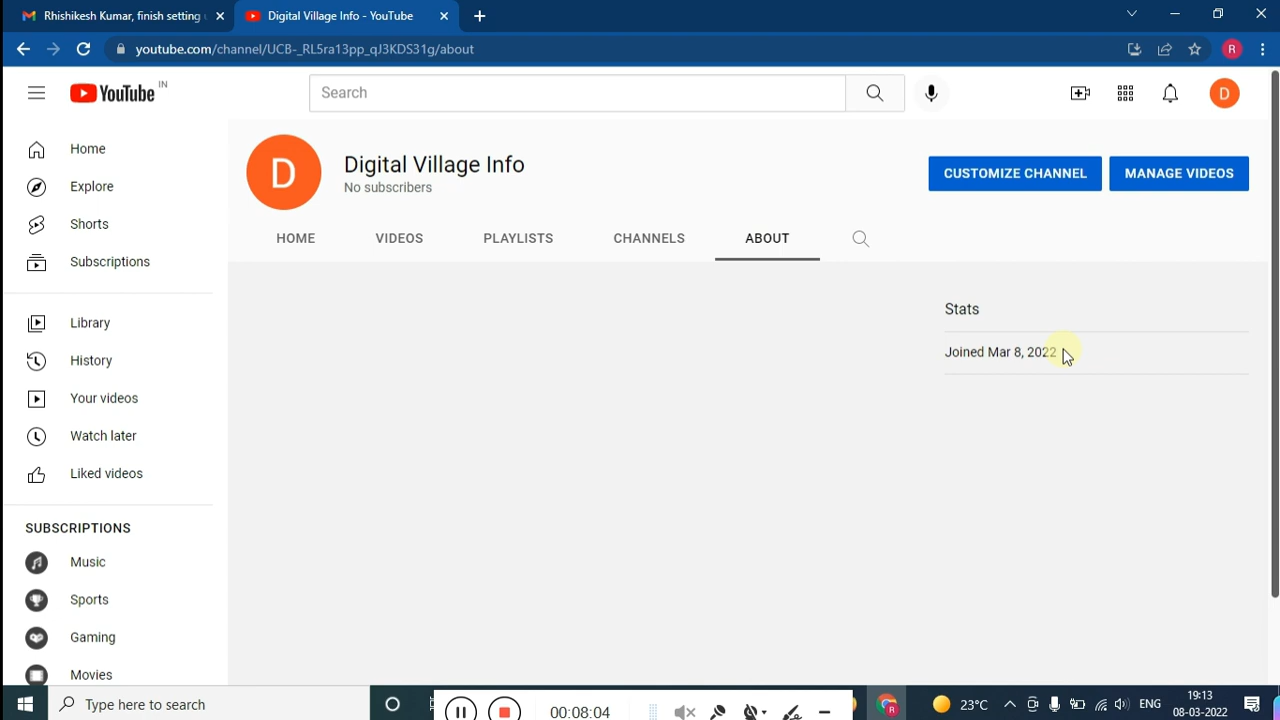 Rhishikesh Kumar, finish setting
Digital Village Info - YouTube
youtube.com/channel/UCB-_RL5ra13pp_qJ3KDS31g/about
R
YouTube IN
Search
D
D
Digital Village Info
No subscribers
CUSTOMIZE CHANNEL
MANAGE VIDEOS
HOME VIDEOS PLAYLISTS CHANNELS ABOUT
Home
Explore
Shorts
Subscriptions
Library
History
Your videos
Watch later
Liked videos
SUBSCRIPTIONS
Music
Sports
Gaming
Movies
Stats
Joined Mar 8, 2022
Type here to search
00:08:04
R
23°C
ENG
19:13
08-03-2022